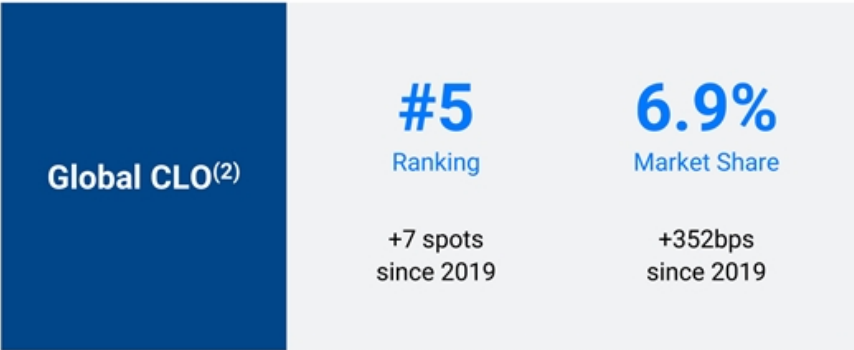 Global CLO(2)
#5
Ranking
+7 spots
since 2019
6.9%
Market Share
+352bps
since 2019